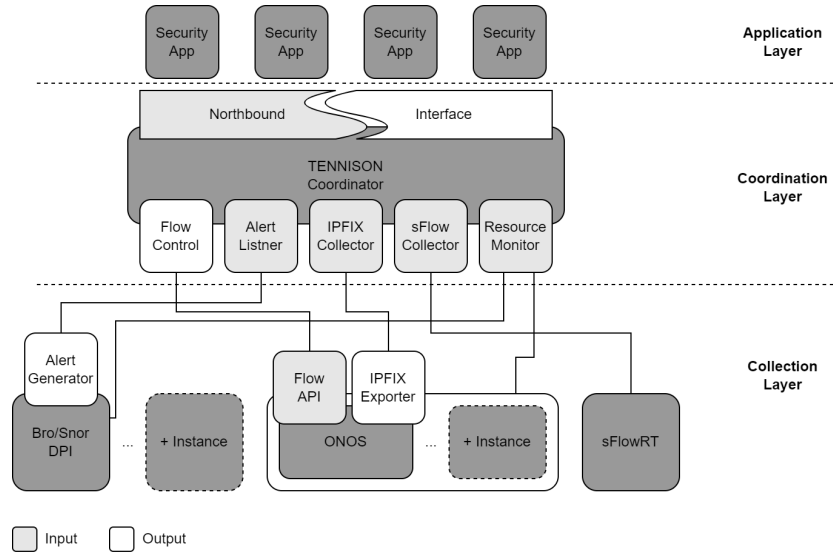 Security
App
Security
App
Security
App
Security
App
Application
Layer
Northbound
Interface
TENNISON
Coordinator
Coordination
Layer
Flow
Control
Alert
Listner
IPFIX
Collector
sFlow
Collector
Resource
Monitor
Collection
Layer
Alert
Generator
Flow
API
IPFIX
Exporter
Bro/Snor
DPI
...
+ Instance
ONOS
...
+ Instance
sFlowRT
Input
Output